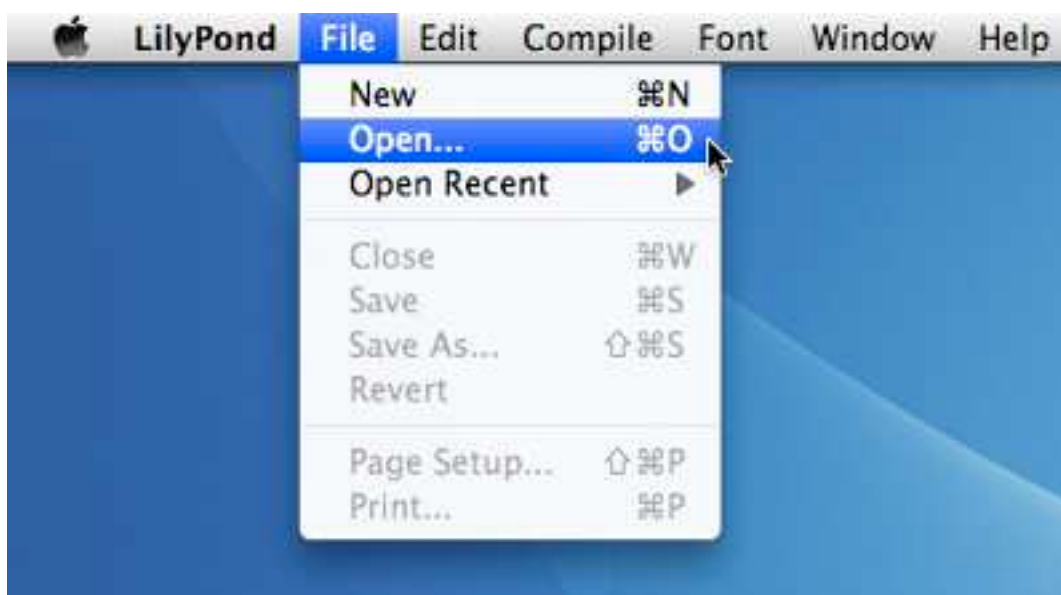 LilyPond File Edit Compile Font Window Help
New ⌘N
Open... ⌘O
Open Recent ▶
Close ⌘W
Save ⌘S
Save As... ⇧⌘S
Revert
Page Setup... ⇧⌘P
Print... ⌘P